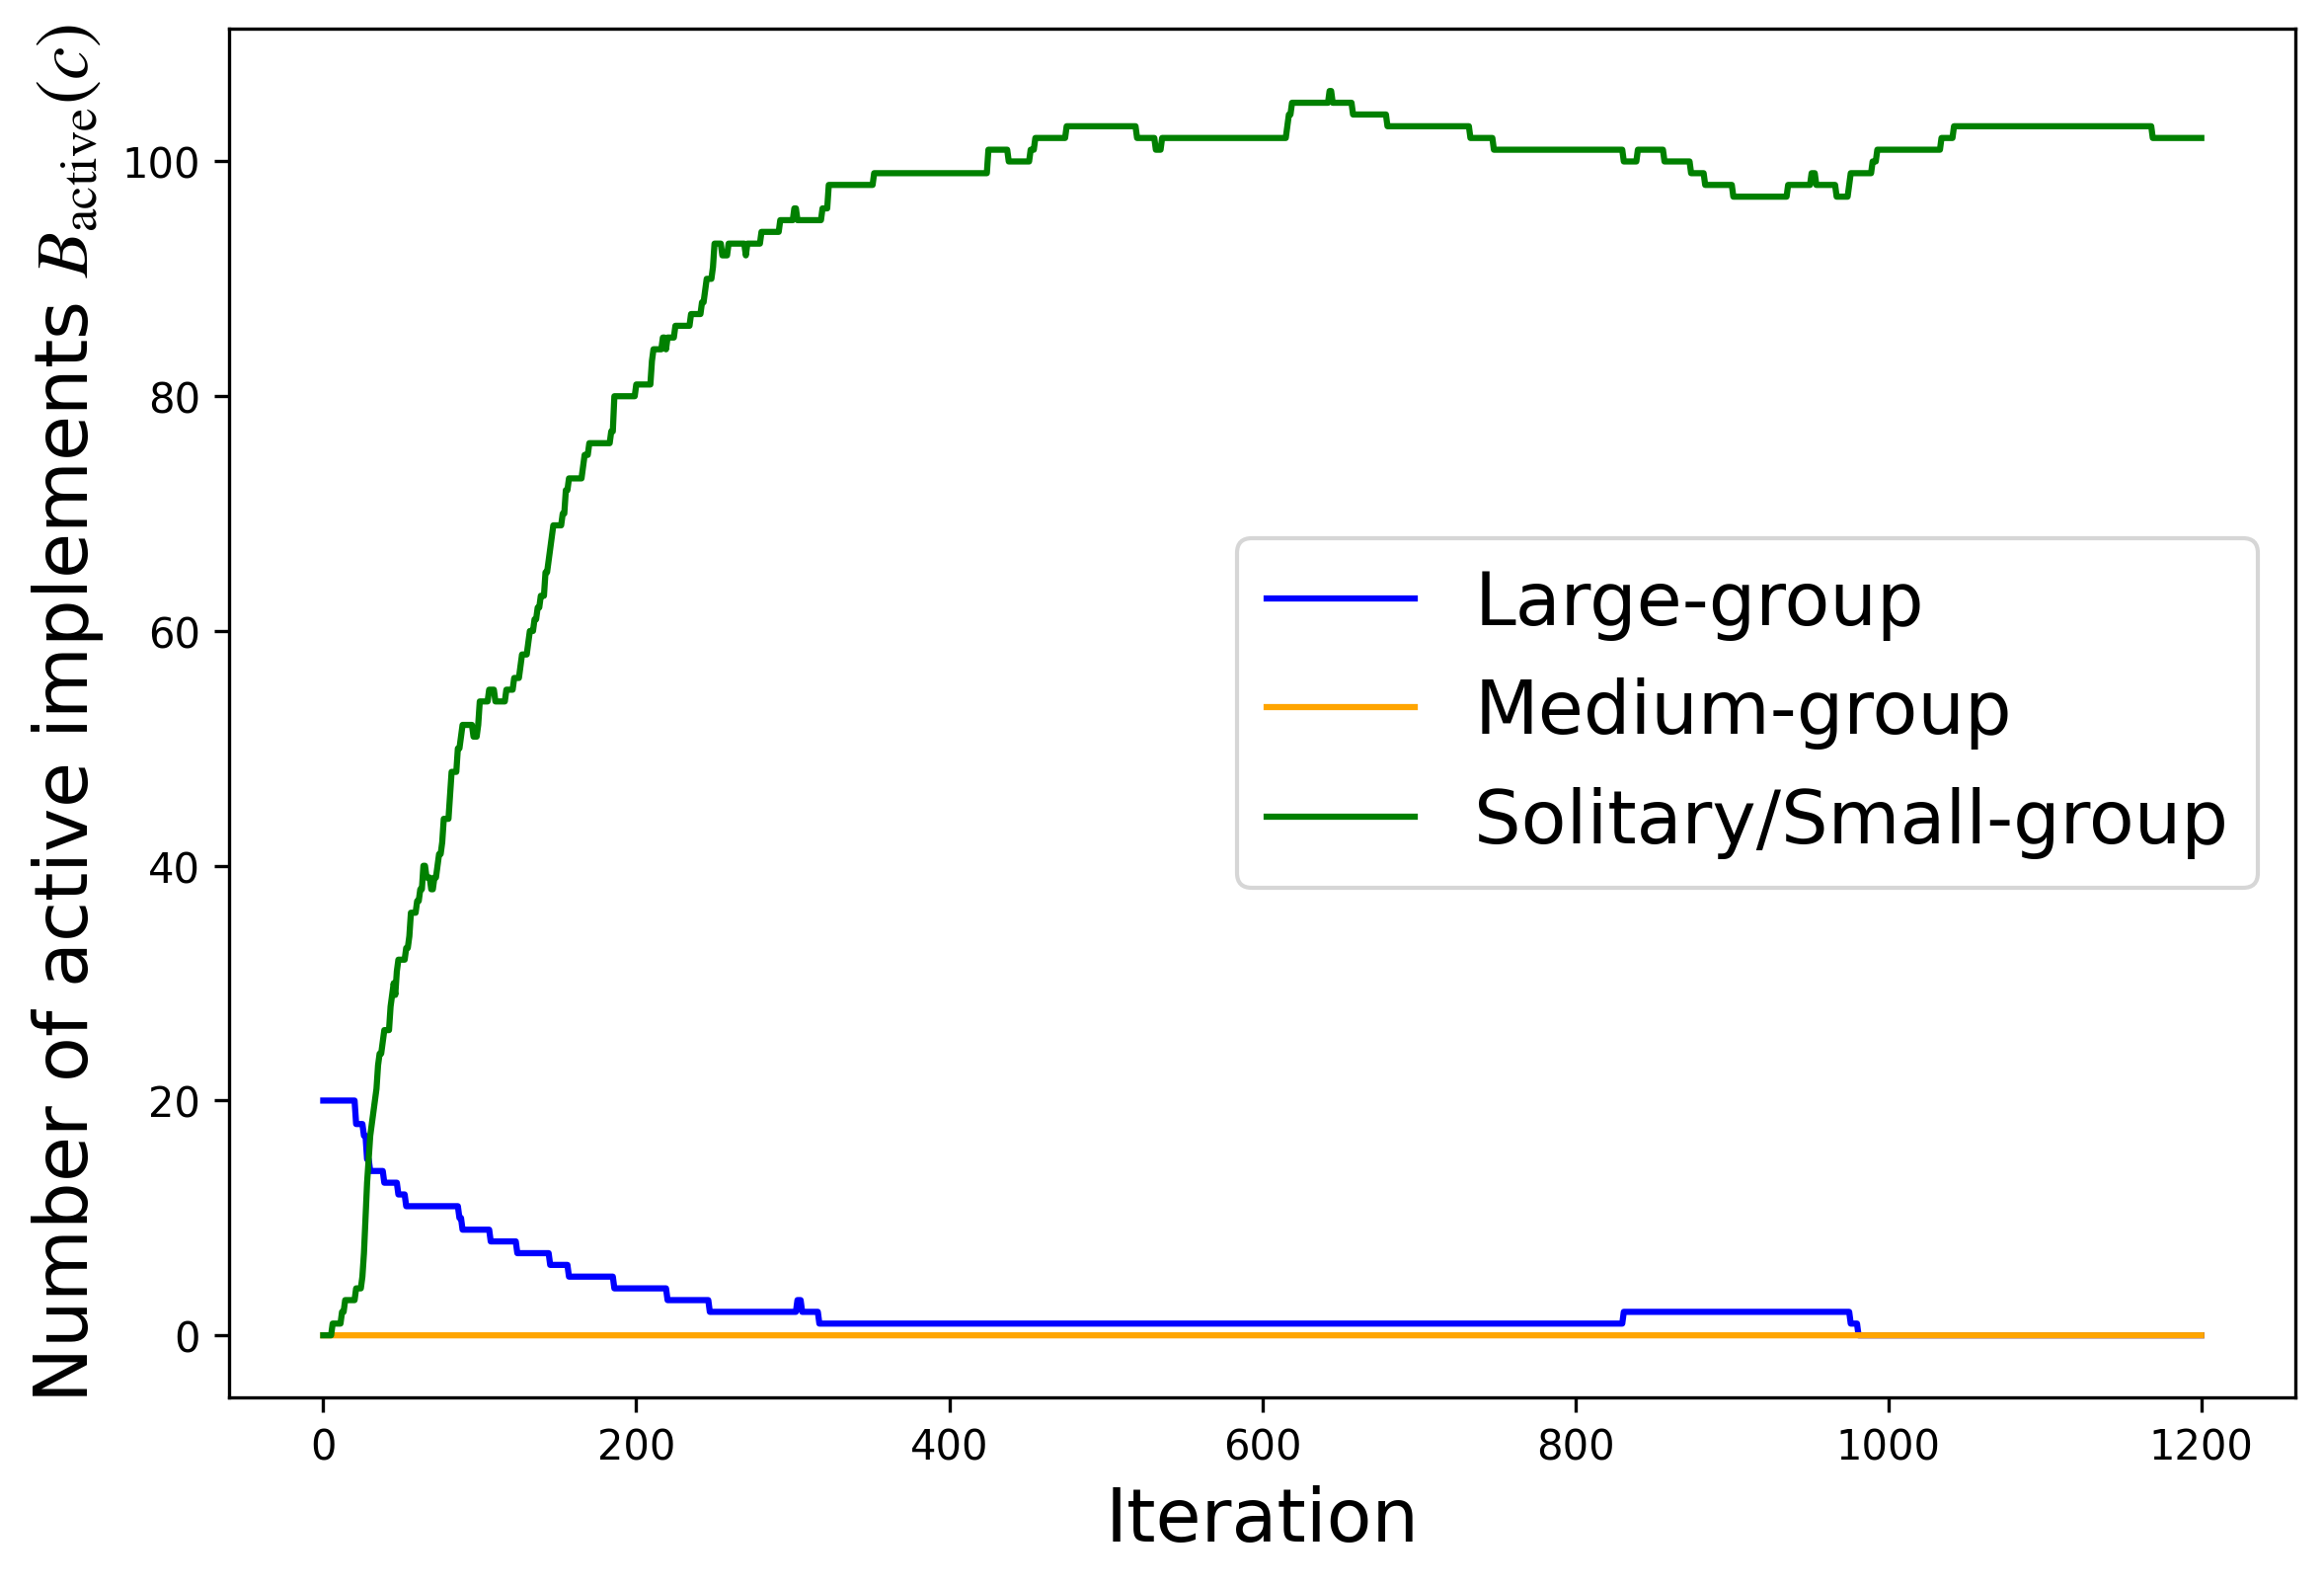 Number of active implements B_active(c)
100
80
60
40
20
0
Large-group
Medium-group
Solitary/Small-group
0 200 400 600 800 1000 1200
Iteration